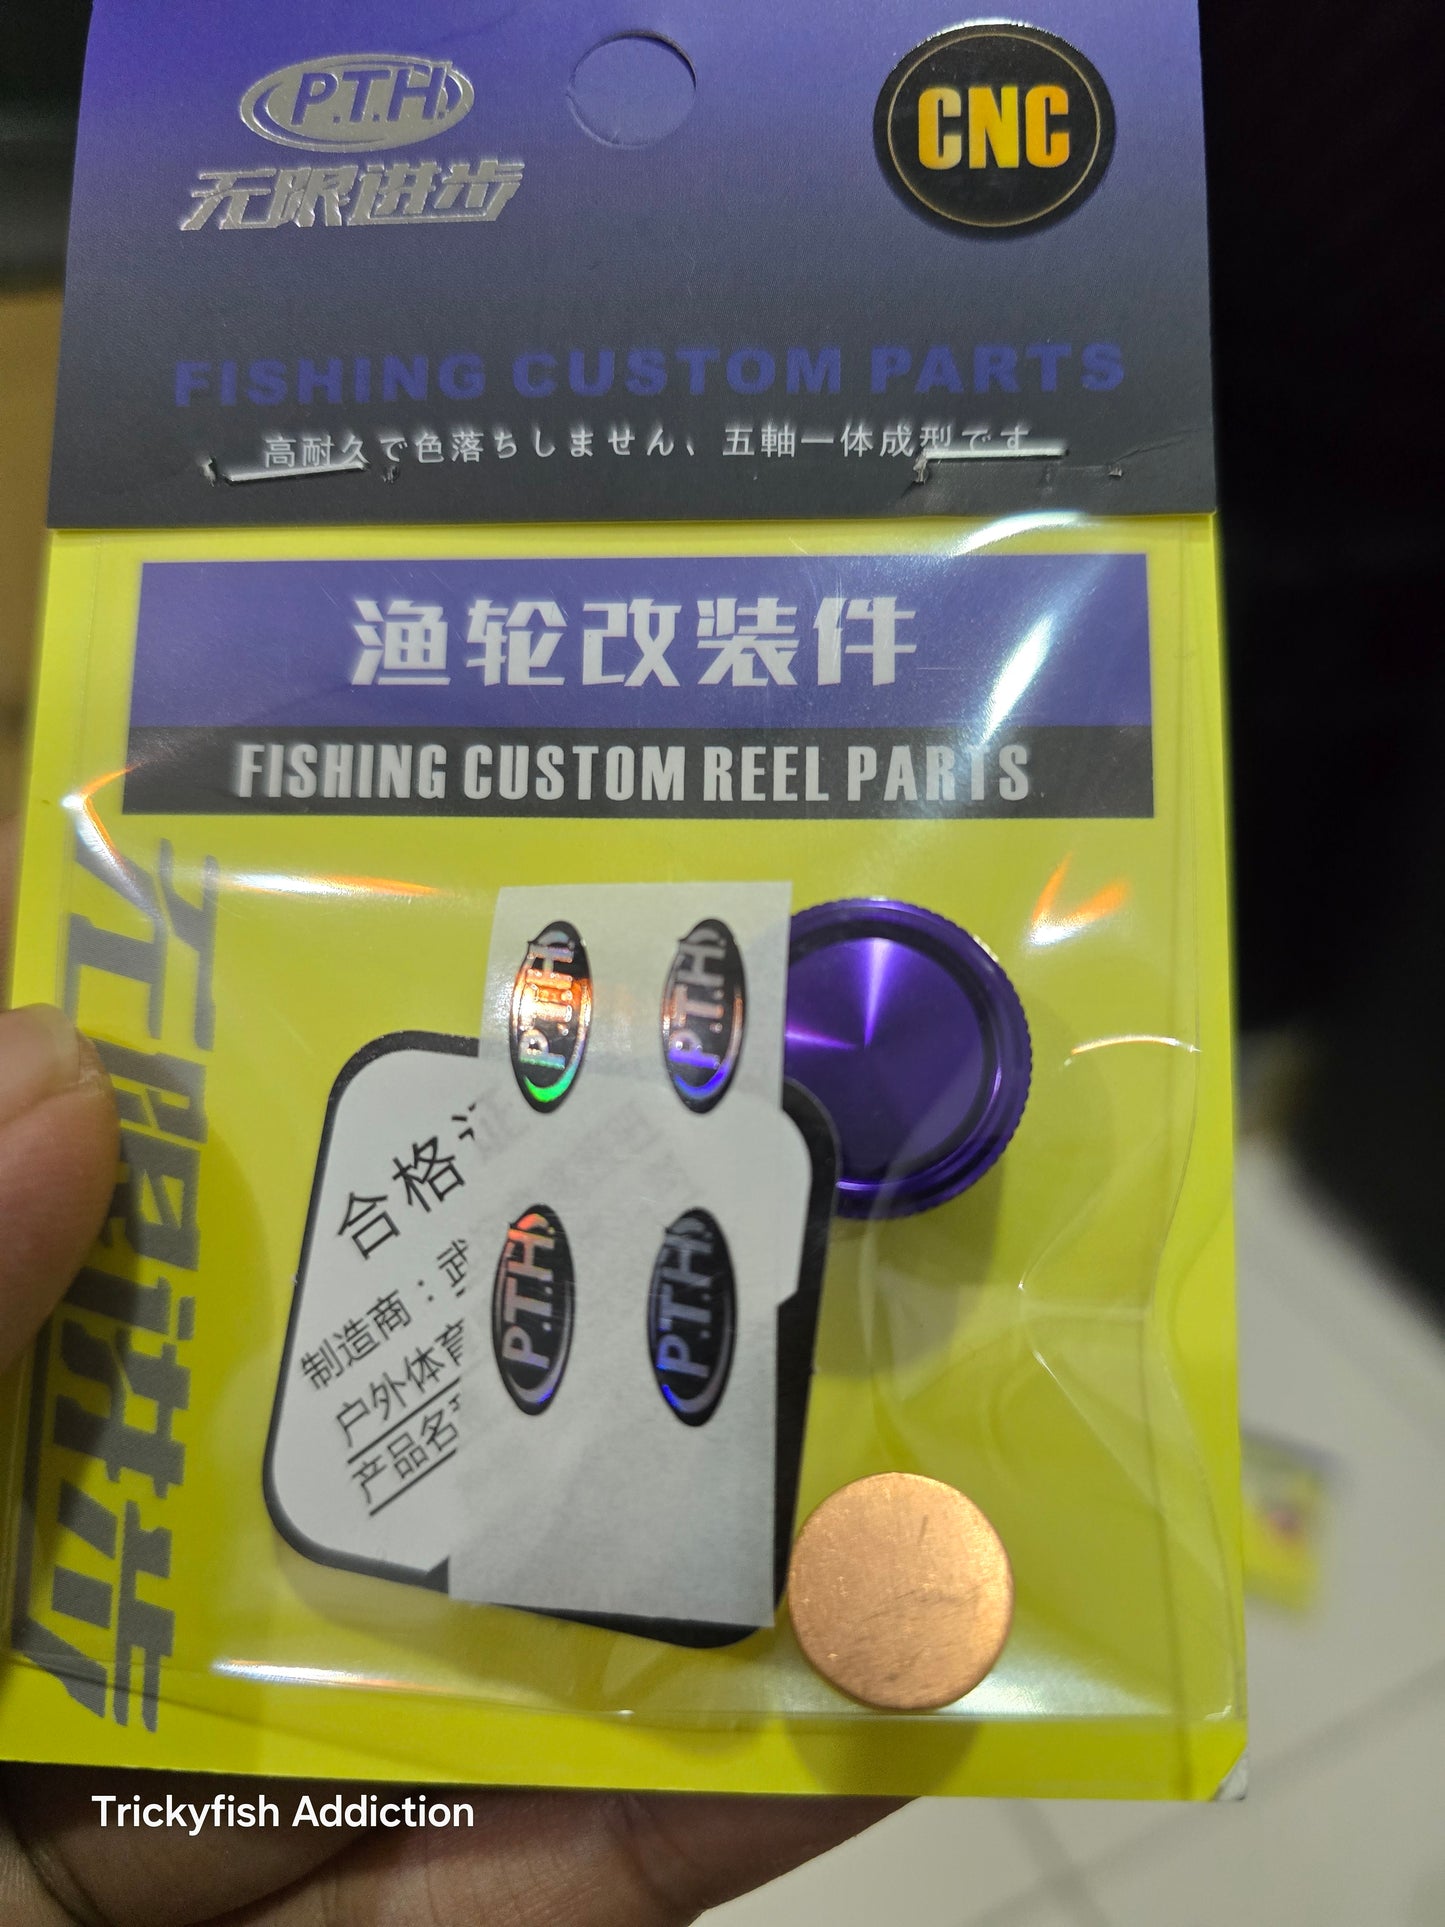 P.T.H.
无限进步
CNC
FISHING CUSTOM PARTS
高耐久で色落ちしません、五軸一体成型です
渔轮改装件
FISHING CUSTOM REEL PARTS
无限进步
P.T.H.
P.T.H.
合格
制造商：武
户外体育
产品名
P.T.H.
P.T.H.
Trickyfish Addiction